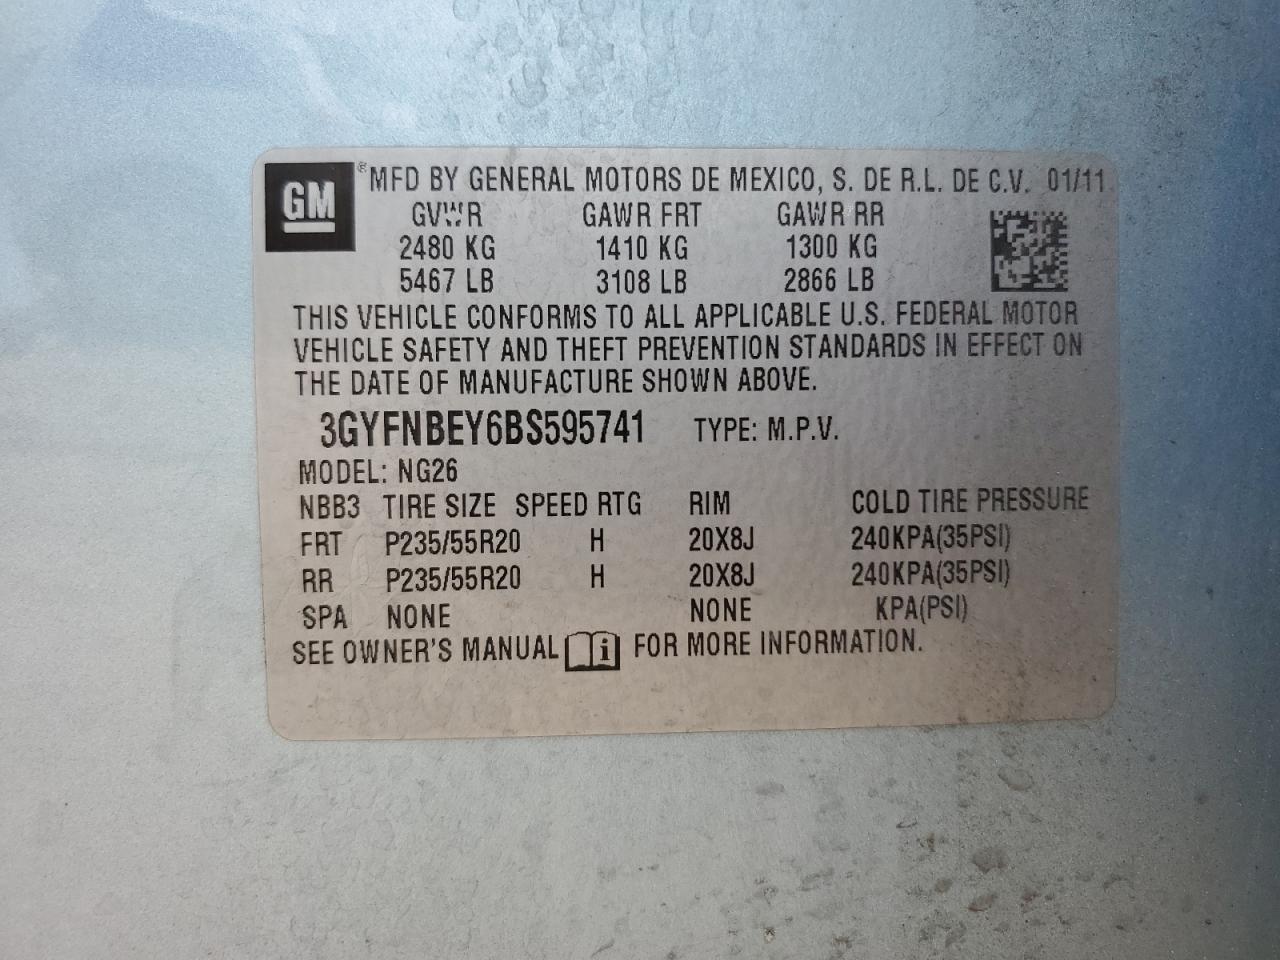 GM ® MFD BY GENERAL MOTORS DE MEXICO, S. DE R.L. DE C.V. 01/11
GVWR GAWR FRT GAWR RR
2480 KG 1410 KG 1300 KG
5467 LB 3108 LB 2866 LB
THIS VEHICLE CONFORMS TO ALL APPLICABLE U.S. FEDERAL MOTOR
VEHICLE SAFETY AND THEFT PREVENTION STANDARDS IN EFFECT ON
THE DATE OF MANUFACTURE SHOWN ABOVE.
3GYFNBEY6BS595741 TYPE: M.P.V.
MODEL: NG26
NBB3 TIRE SIZE SPEED RTG RIM COLD TIRE PRESSURE
FRT P235/55R20 H 20X8J 240KPA(35PSI)
RR P235/55R20 H 20X8J 240KPA(35PSI)
SPA NONE NONE KPA(PSI)
SEE OWNER'S MANUAL i FOR MORE INFORMATION.